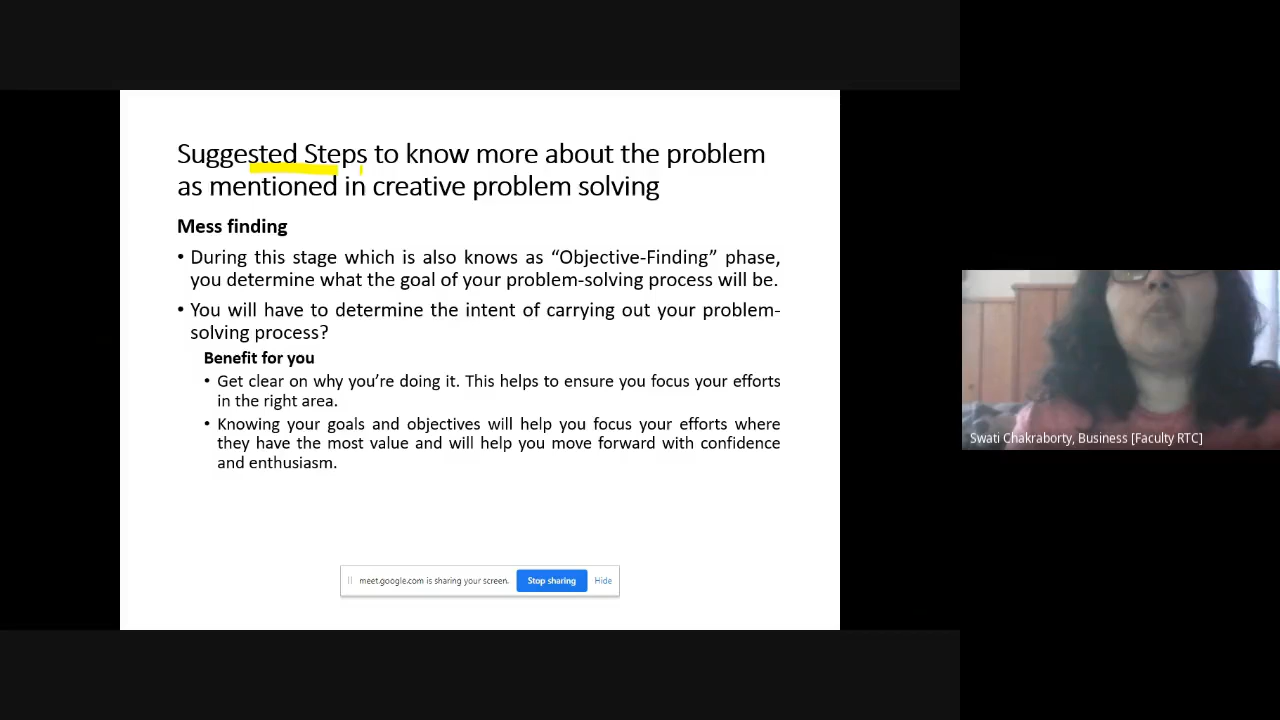 Suggested Steps to know more about the problem
as mentioned in creative problem solving
Mess finding
• During this stage which is also knows as “Objective-Finding” phase,
you determine what the goal of your problem-solving process will be.
• You will have to determine the intent of carrying out your problem-
solving process?
Benefit for you
• Get clear on why you’re doing it. This helps to ensure you focus your efforts
in the right area.
• Knowing your goals and objectives will help you focus your efforts where
they have the most value and will help you move forward with confidence
and enthusiasm.
meet.google.com is sharing your screen. Stop sharing Hide
Swati Chakraborty, Business [Faculty RTC]